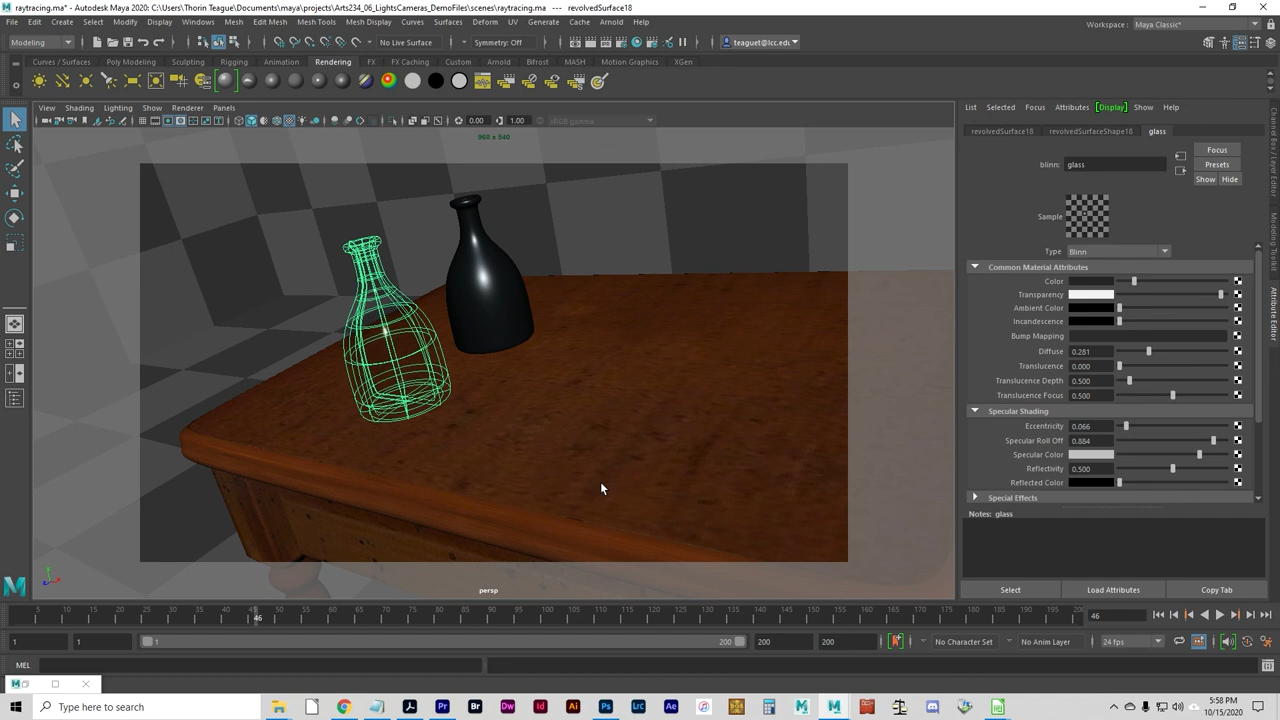 raytracing.ma* - Autodesk Maya 2020: C:\Users\Thorin Teague\Documents\maya\projects\Arts234_06_LightsCameras_DemoFiles\scenes\raytracing.ma --- revolvedSurface18
File Edit Create Select Modify Display Windows Mesh Edit Mesh Mesh Tools Mesh Display Curves Surfaces Deform UV Generate Cache Arnold Help
Workspace : Maya Classic*
Modeling No Live Surface Symmetry: Off teaguet@lcc.edu
Curves / Surfaces Poly Modeling Sculpting Rigging Animation Rendering FX FX Caching Custom Arnold Bifrost MASH Motion Graphics XGen
View Shading Lighting Show Renderer Panels
0.00 1.00 sRGB gamma
960 x 540
persp
List Selected Focus Attributes Display Show Help
revolvedSurface18 revolvedSurfaceShape18 glass
Focus
blinn: glass Presets
Show Hide
Sample
Type Blinn
Common Material Attributes
Color
Transparency
Ambient Color
Incandescence
Bump Mapping
Diffuse 0.281
Translucence 0.000
Translucence Depth 0.500
Translucence Focus 0.500
Specular Shading
Eccentricity 0.066
Specular Roll Off 0.884
Specular Color
Reflectivity 0.500
Reflected Color
Special Effects
Notes: glass
Select Load Attributes Copy Tab
Channel Box / Layer Editor
Modeling Toolkit
Attribute Editor
5 10 15 20 25 30 35 40 45 50 55 60 65 70 75 80 85 90 95 100 105 110 115 120 125 130 135 140 145 150 155 160 165 170 175 180 185 190 195 200
46 46
1 1 1 200 200 200 No Character Set No Anim Layer 24 fps
MEL
Type here to search
5:58 PM
10/15/2020